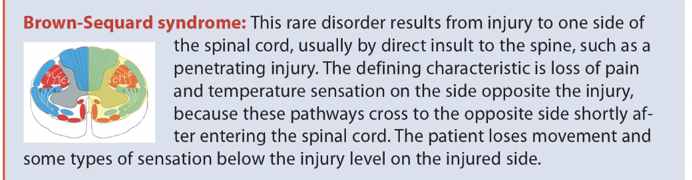 Brown-Sequard syndrome: This rare disorder results from injury to one side of
the spinal cord, usually by direct insult to the spine, such as a
penetrating injury. The defining characteristic is loss of pain
and temperature sensation on the side opposite the injury,
because these pathways cross to the opposite side shortly af-
ter entering the spinal cord. The patient loses movement and
some types of sensation below the injury level on the injured side.